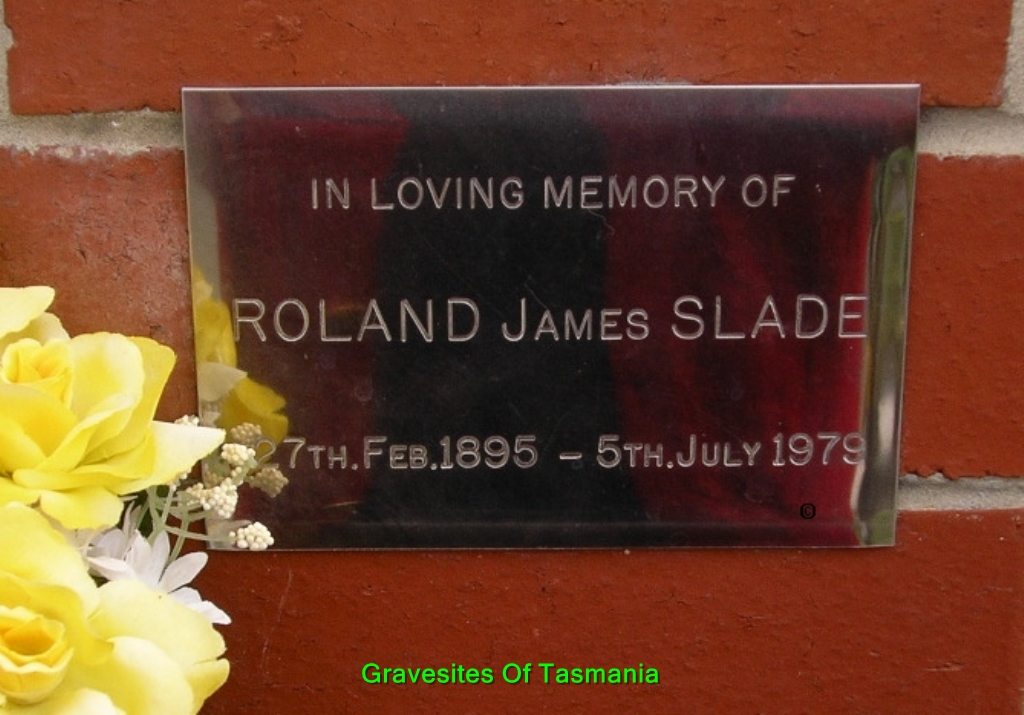 IN LOVING MEMORY OF
ROLAND JAMES SLADE
27TH. FEB. 1895 – 5TH. JULY 1979
©
Gravesites Of Tasmania